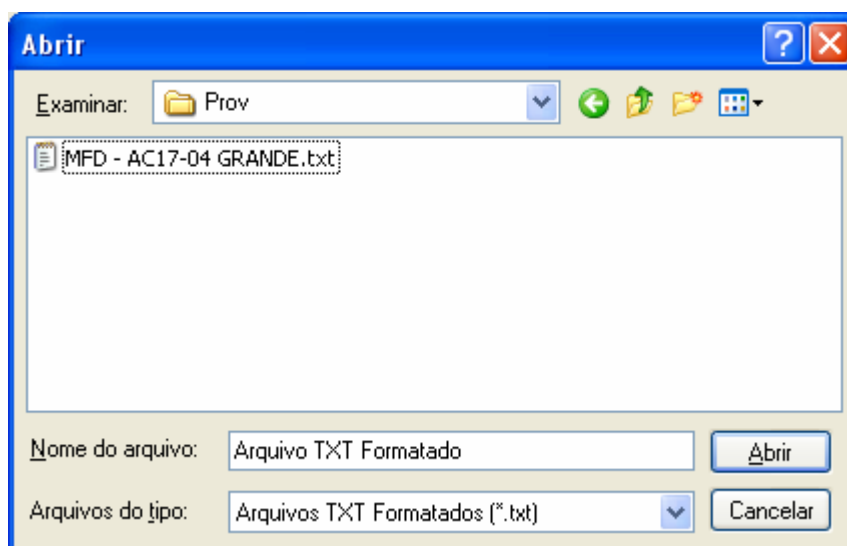 Abrir
Examinar: Prov
MFD - AC17-04 GRANDE.txt
Nome do arquivo: Arquivo TXT Formatado Abrir
Arquivos do tipo: Arquivos TXT Formatados (*.txt) Cancelar